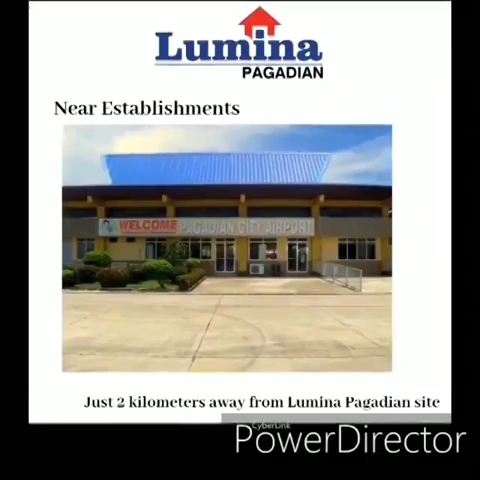 Lumina
PAGADIAN
Near Establishments
WELCOME PAGADIAN CITY AIRPORT
Just 2 kilometers away from Lumina Pagadian site
CyberLink
PowerDirector